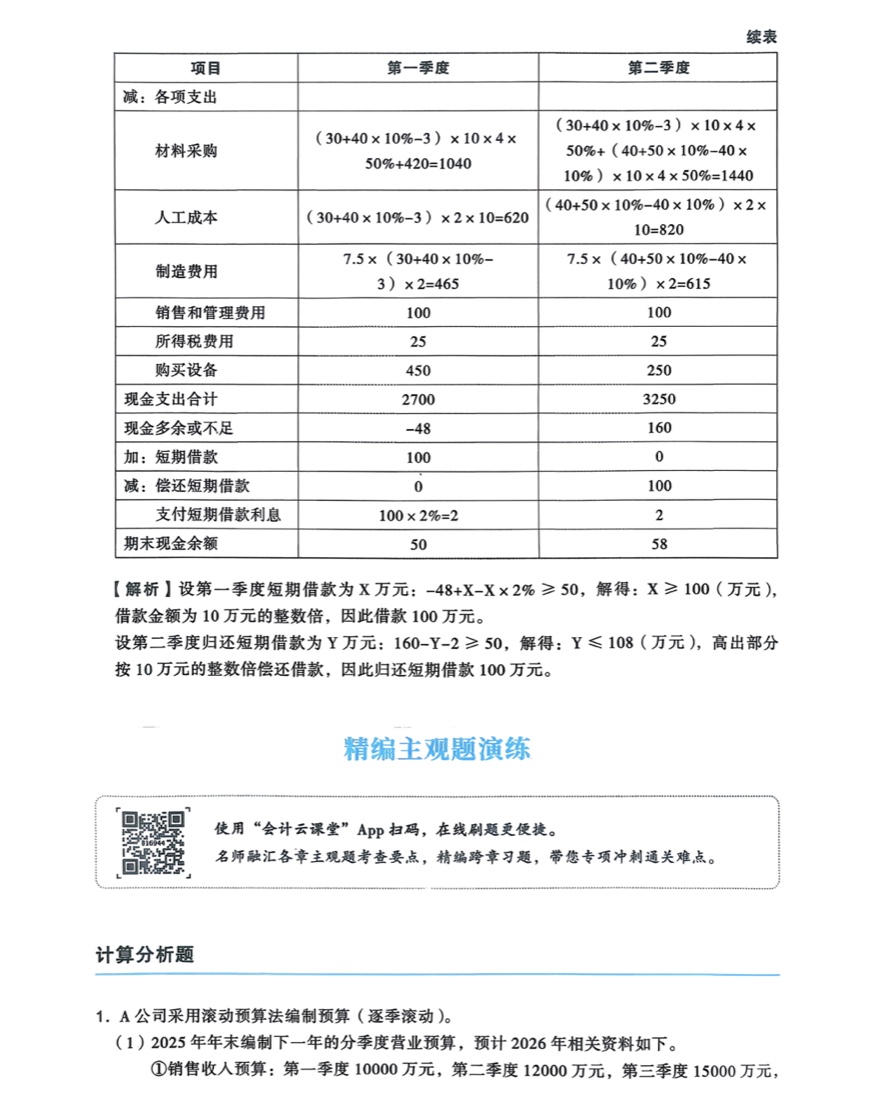 续表
项目 第一季度 第二季度
减：各项支出
材料采购 （30+40×10%-3）×10×4×50%+420=1040 （30+40×10%-3）×10×4×50%+（40+50×10%-40×10%）×10×4×50%=1440
人工成本 （30+40×10%-3）×2×10=620 （40+50×10%-40×10%）×2×10=820
制造费用 7.5×（30+40×10%-3）×2=465 7.5×（40+50×10%-40×10%）×2=615
销售和管理费用 100 100
所得税费用 25 25
购买设备 450 250
现金支出合计 2700 3250
现金多余或不足 -48 160
加：短期借款 100 0
减：偿还短期借款 0 100
支付短期借款利息 100×2%=2 2
期末现金余额 50 58
【解析】设第一季度短期借款为X万元：-48+X-X×2%≥50，解得：X≥100（万元），
借款金额为10万元的整数倍，因此借款100万元。
设第二季度归还短期借款为Y万元：160-Y-2≥50，解得：Y≤108（万元），高出部分
按10万元的整数倍偿还借款，因此归还短期借款100万元。
精编主观题演练
816944
使用“会计云课堂”App扫码，在线刷题更便捷。
名师融汇各章主观题考查要点，精编跨章习题，带您专项冲刺通关难点。
计算分析题
1. A公司采用滚动预算法编制预算（逐季滚动）。
（1）2025年年末编制下一年的分季度营业预算，预计2026年相关资料如下。
①销售收入预算：第一季度10000万元，第二季度12000万元，第三季度15000万元，